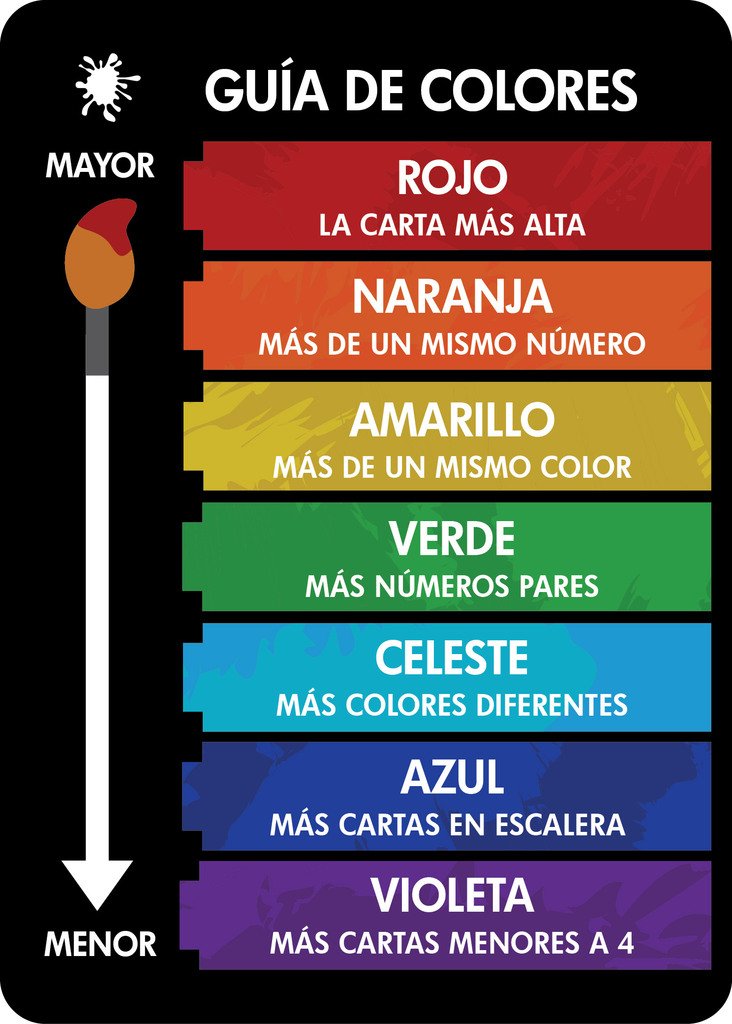 GUÍA DE COLORES
MAYOR
ROJO
LA CARTA MÁS ALTA
NARANJA
MÁS DE UN MISMO NÚMERO
AMARILLO
MÁS DE UN MISMO COLOR
VERDE
MÁS NÚMEROS PARES
CELESTE
MÁS COLORES DIFERENTES
AZUL
MÁS CARTAS EN ESCALERA
VIOLETA
MÁS CARTAS MENORES A 4
MENOR